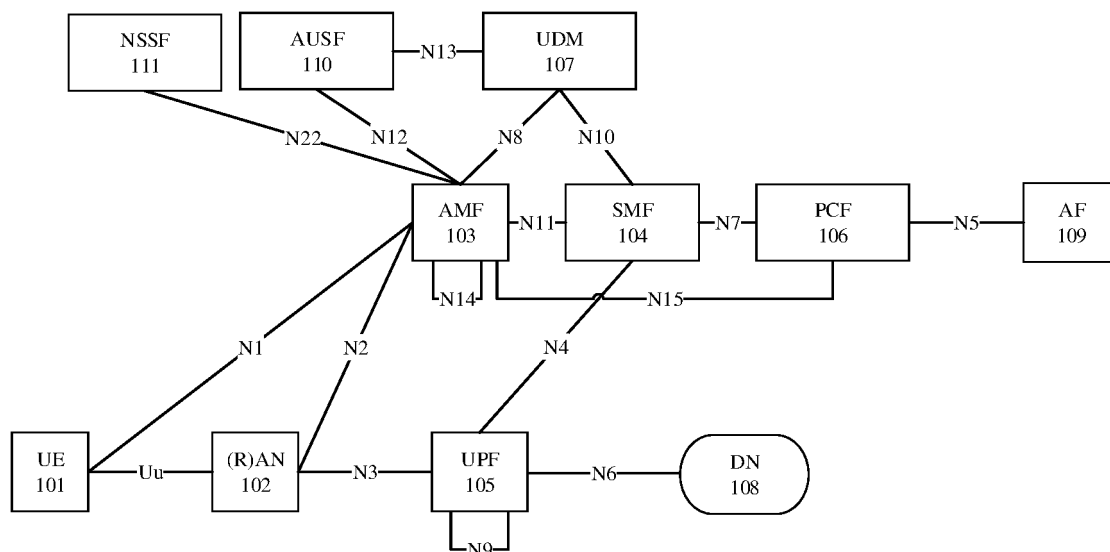 NSSF
111
AUSF
110
N13
UDM
107
N22
N12
N8
N10
AMF
103
N11
SMF
104
N7
PCF
106
N5
AF
109
N14
N15
N1
N2
N4
UE
101
Uu
(R)AN
102
N3
UPF
105
N6
DN
108
N9